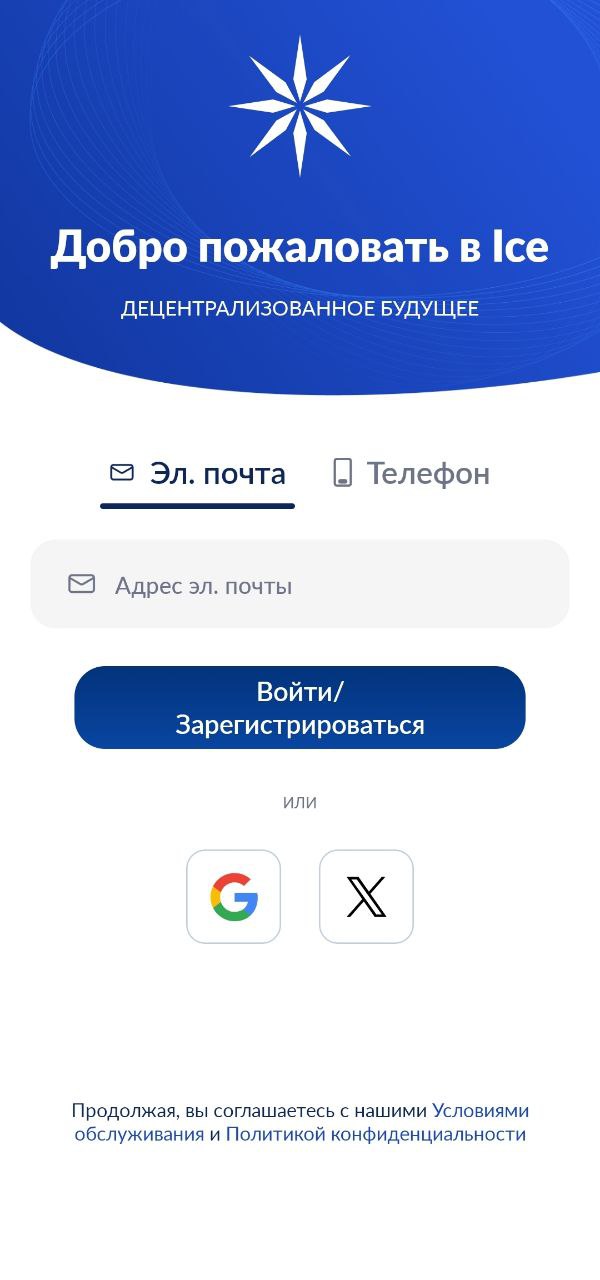 Добро пожаловать в Ice
ДЕЦЕНТРАЛИЗОВАННОЕ БУДУЩЕЕ
Эл. почта
Телефон
Адрес эл. почты
Войти/
Зарегистрироваться
или
Продолжая, вы соглашаетесь с нашими Условиями
обслуживания и Политикой конфиденциальности